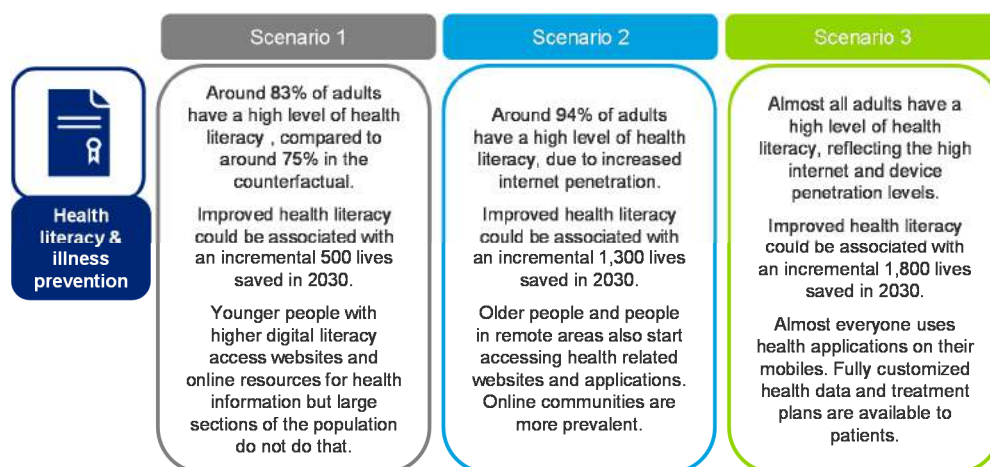 Scenario 1
Scenario 2
Scenario 3
Health
literacy &
illness
prevention
Around 83% of adults
have a high level of health
literacy , compared to
around 75% in the
counterfactual.
Improved health literacy
could be associated with
an incremental 500 lives
saved in 2030.
Younger people with
higher digital literacy
access websites and
online resources for health
information but large
sections of the population
do not do that.
Around 94% of adults
have a high level of health
literacy, due to increased
internet penetration.
Improved health literacy
could be associated with
an incremental 1,300 lives
saved in 2030.
Older people and people
in remote areas also start
accessing health related
websites and applications.
Online communities are
more prevalent.
Almost all adults have a
high level of health
literacy, reflecting the high
internet and device
penetration levels.
Improved health literacy
could be associated with
an incremental 1,800 lives
saved in 2030.
Almost everyone uses
health applications on their
mobiles. Fully customized
health data and treatment
plans are available to
patients.